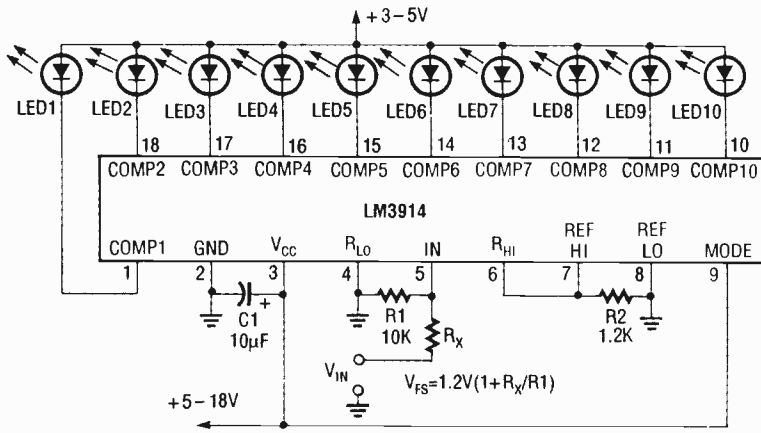 +3–5V
LED1 LED2 LED3 LED4 LED5 LED6 LED7 LED8 LED9 LED10
18 17 16 15 14 13 12 11 10
COMP2 COMP3 COMP4 COMP5 COMP6 COMP7 COMP8 COMP9 COMP10
LM3914
COMP1 GND VCC RLO IN RHI REF HI REF LO MODE
1 2 3 4 5 6 7 8 9
+
C1
10µF
R1
10K
RX
R2
1.2K
VIN
VFS=1.2V(1+RX/R1)
+5–18V